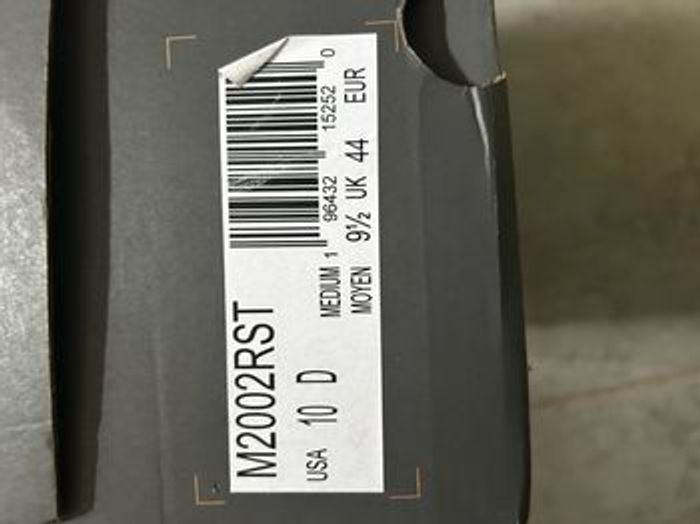 M2002RST
USA 10 D
MEDIUM
MOYEN
1 96432 15252 0
9½ UK 44 EUR